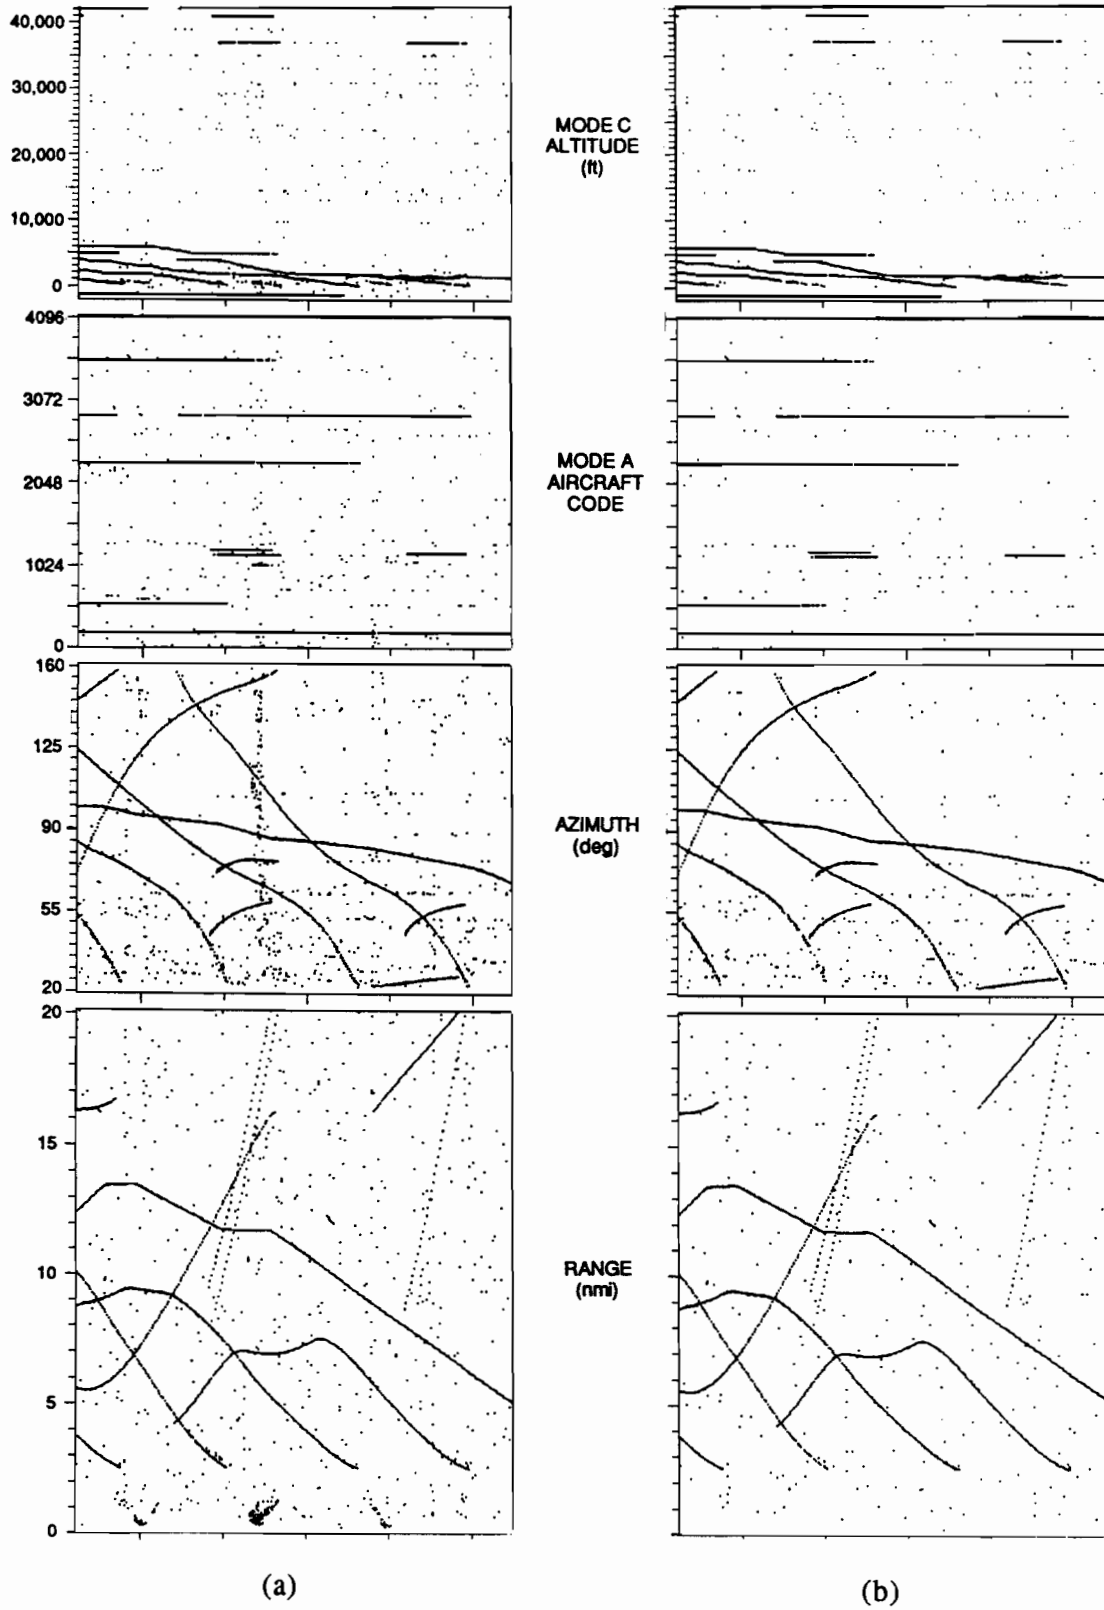 40,000
30,000
20,000
10,000
0
MODE C
ALTITUDE
(ft)
4096
3072
2048
1024
0
MODE A
AIRCRAFT
CODE
160
125
90
55
20
AZIMUTH
(deg)
20
15
10
5
0
RANGE
(nmi)
(a)
(b)